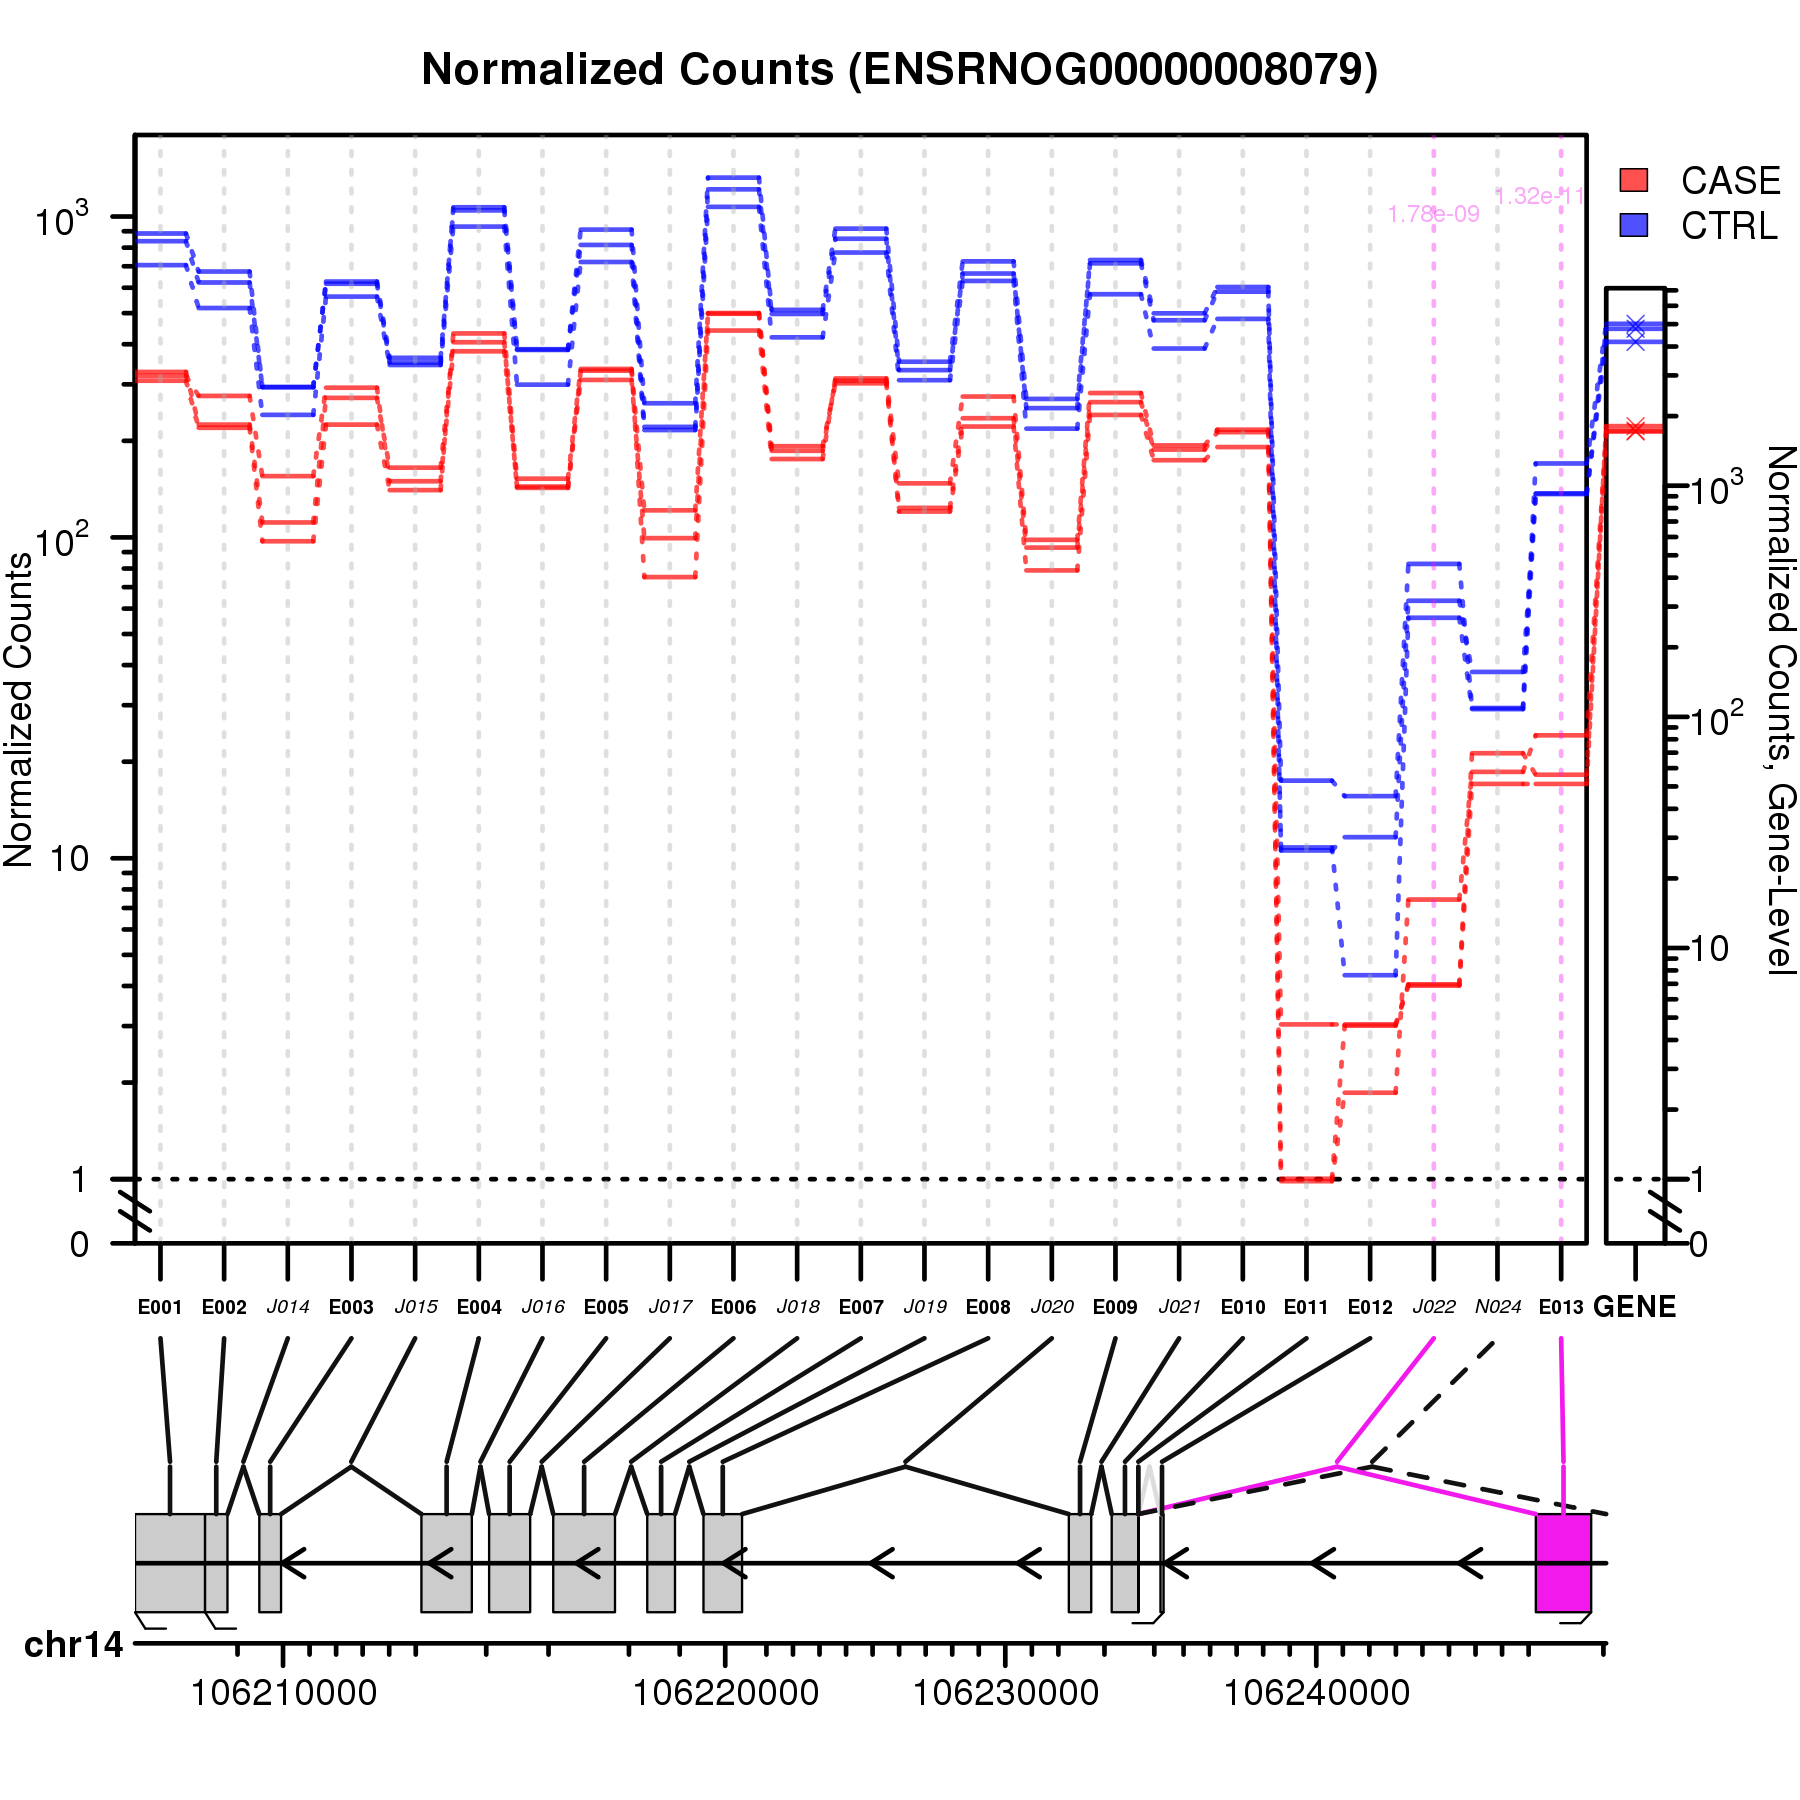 Normalized Counts (ENSRNOG00000008079)
CASE
CTRL
1.32e-11
1.78e-09
Normalized Counts
10³
10²
10
1
0
Normalized Counts, Gene-Level
10³
10²
10
1
0
E001 E002 J014 E003 J015 E004 J016 E005 J017 E006 J018 E007 J019 E008 J020 E009 J021 E010 E011 E012 J022 N024 E013 GENE
chr14
106210000 106220000 106230000 106240000